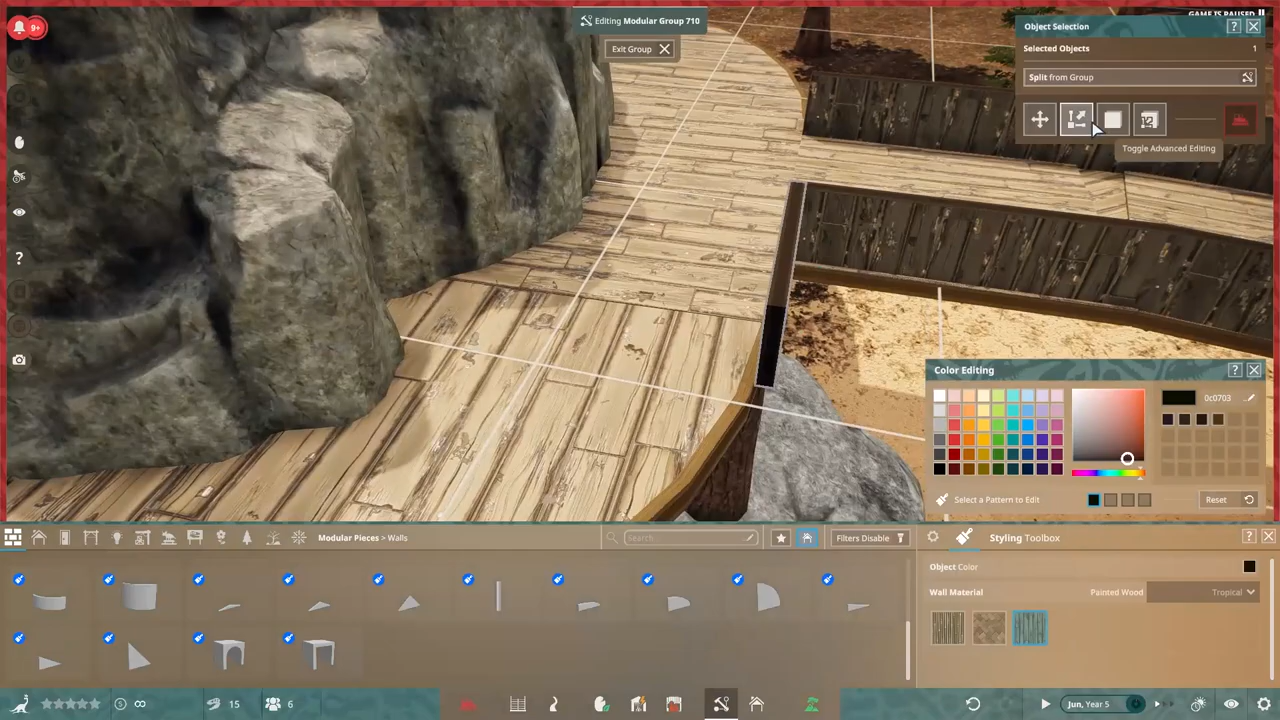 9+
Editing Modular Group 710
Exit Group
GAME IS PAUSED
Object Selection
?
Selected Objects 1
Split from Group
Toggle Advanced Editing
?
Color Editing ?
0c0703
Select a Pattern to Edit Reset
Modular Pieces > Walls Search... Filters Disable
Styling Toolbox ?
Object Color
Wall Material Painted Wood Tropical
∞ 15 6 Jun, Year 5